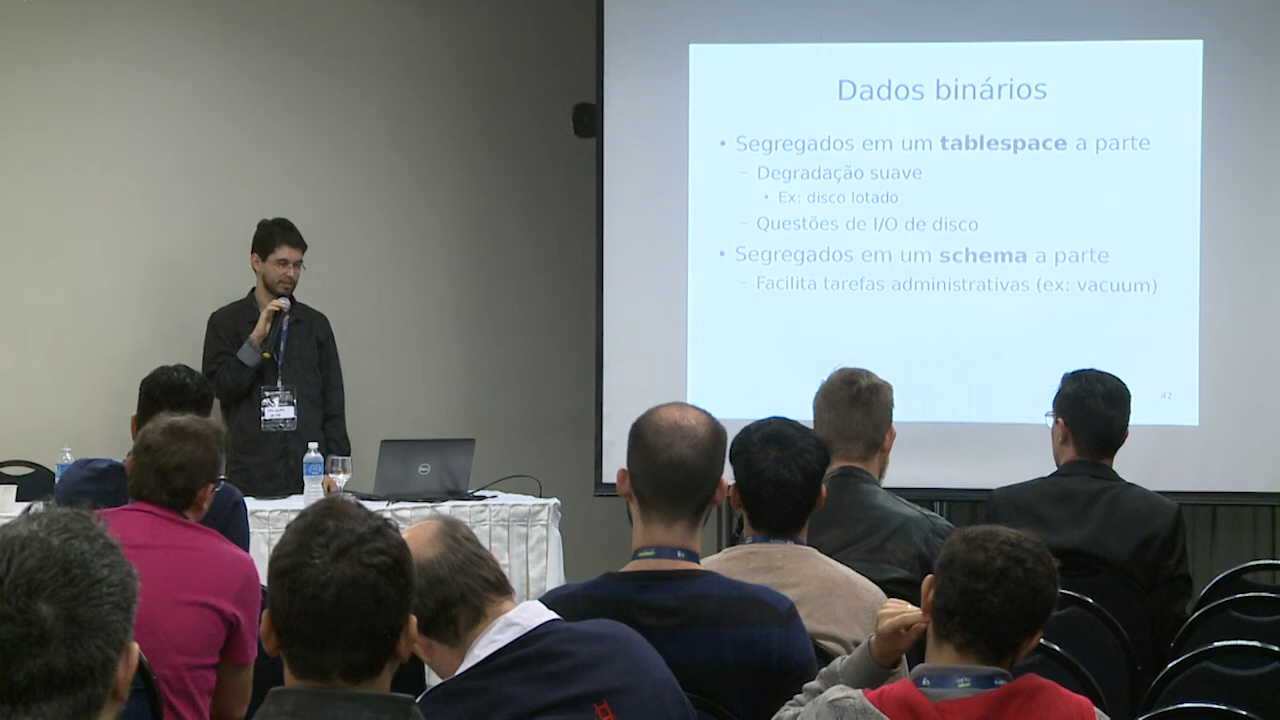 Dados binários
• Segregados em um tablespace a parte
– Degradação suave
• Ex: disco lotado
– Questões de I/O de disco
• Segregados em um schema a parte
– Facilita tarefas administrativas (ex: vacuum)
42
DELL